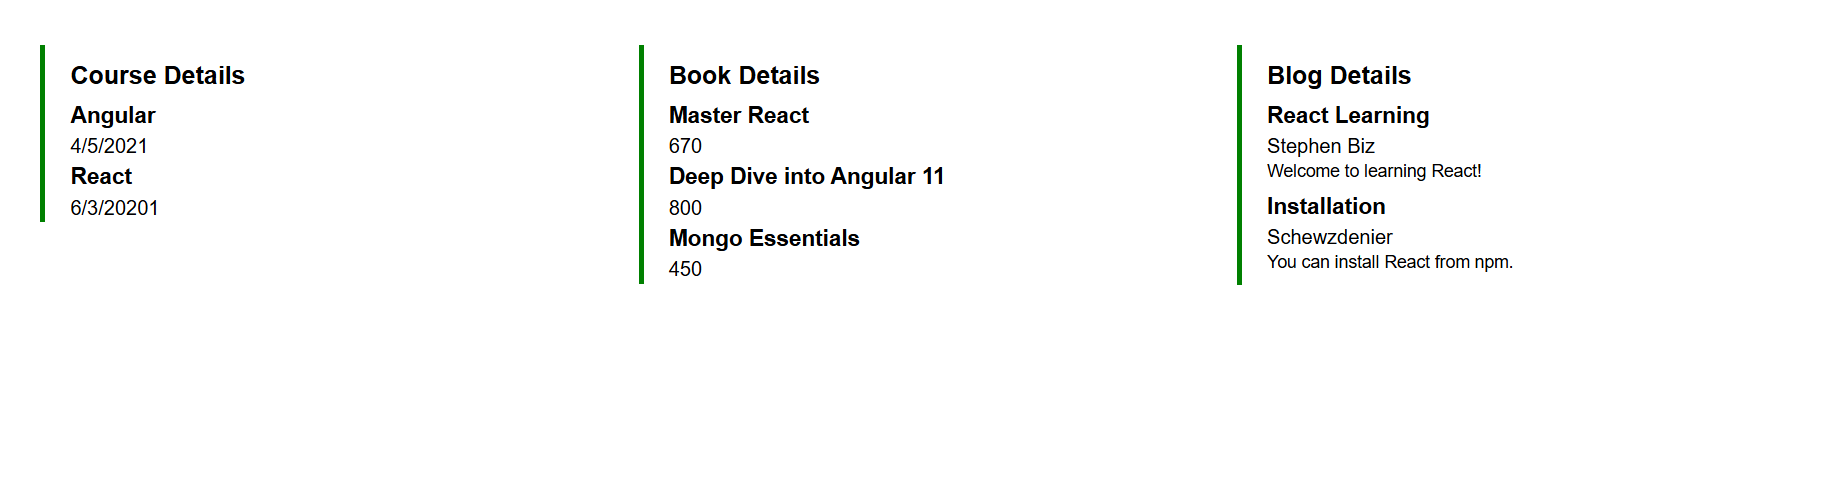 Course Details
Angular
4/5/2021
React
6/3/20201
Book Details
Master React
670
Deep Dive into Angular 11
800
Mongo Essentials
450
Blog Details
React Learning
Stephen Biz
Welcome to learning React!
Installation
Schewzdenier
You can install React from npm.